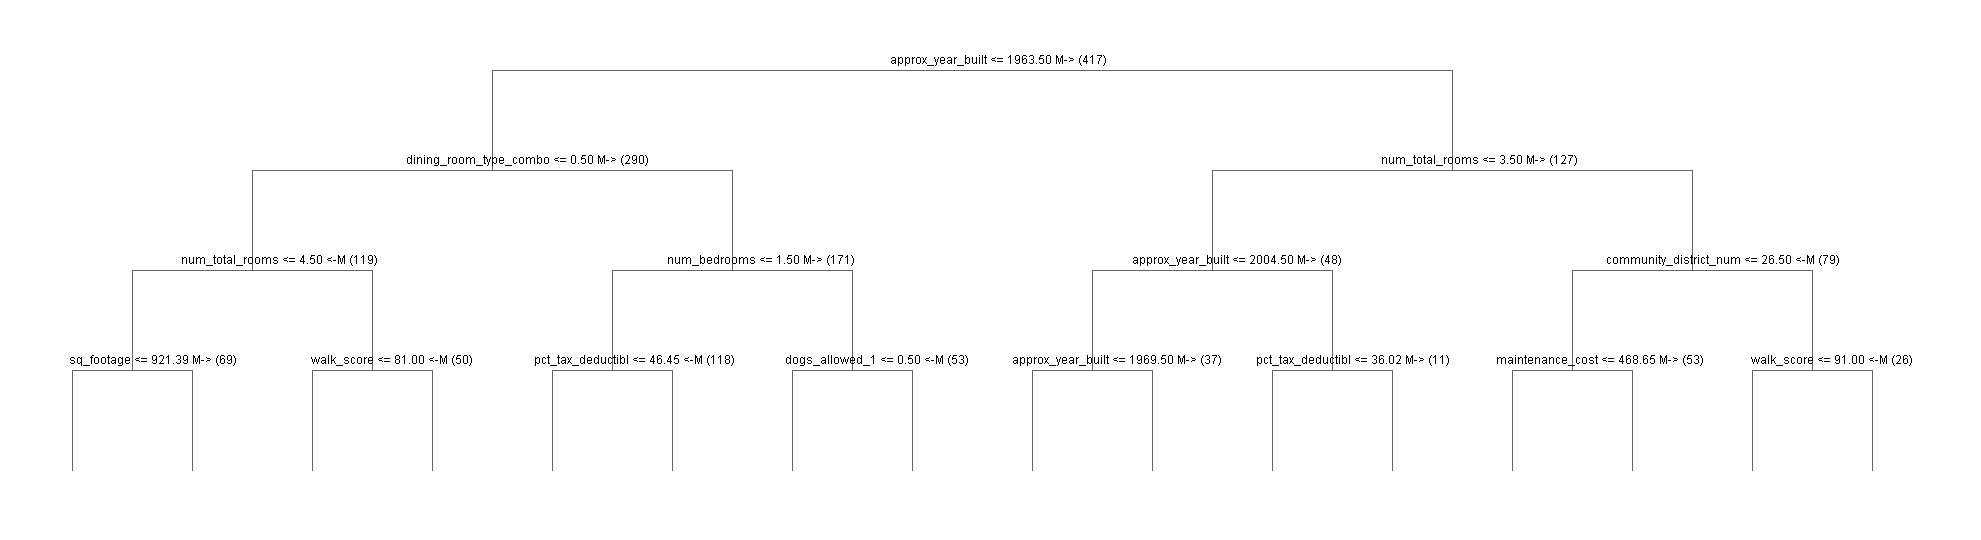 approx_year_built <= 1963.50 M-> (417)
dining_room_type_combo <= 0.50 M-> (290)
num_total_rooms <= 3.50 M-> (127)
num_total_rooms <= 4.50 <-M (119)
num_bedrooms <= 1.50 M-> (171)
approx_year_built <= 2004.50 M-> (48)
community_district_num <= 26.50 <-M (79)
sq_footage <= 921.39 M-> (69)
walk_score <= 81.00 <-M (50)
pct_tax_deductibl <= 46.45 <-M (118)
dogs_allowed_1 <= 0.50 <-M (53)
approx_year_built <= 1969.50 M-> (37)
pct_tax_deductibl <= 36.02 M-> (11)
maintenance_cost <= 468.65 M-> (53)
walk_score <= 91.00 <-M (26)